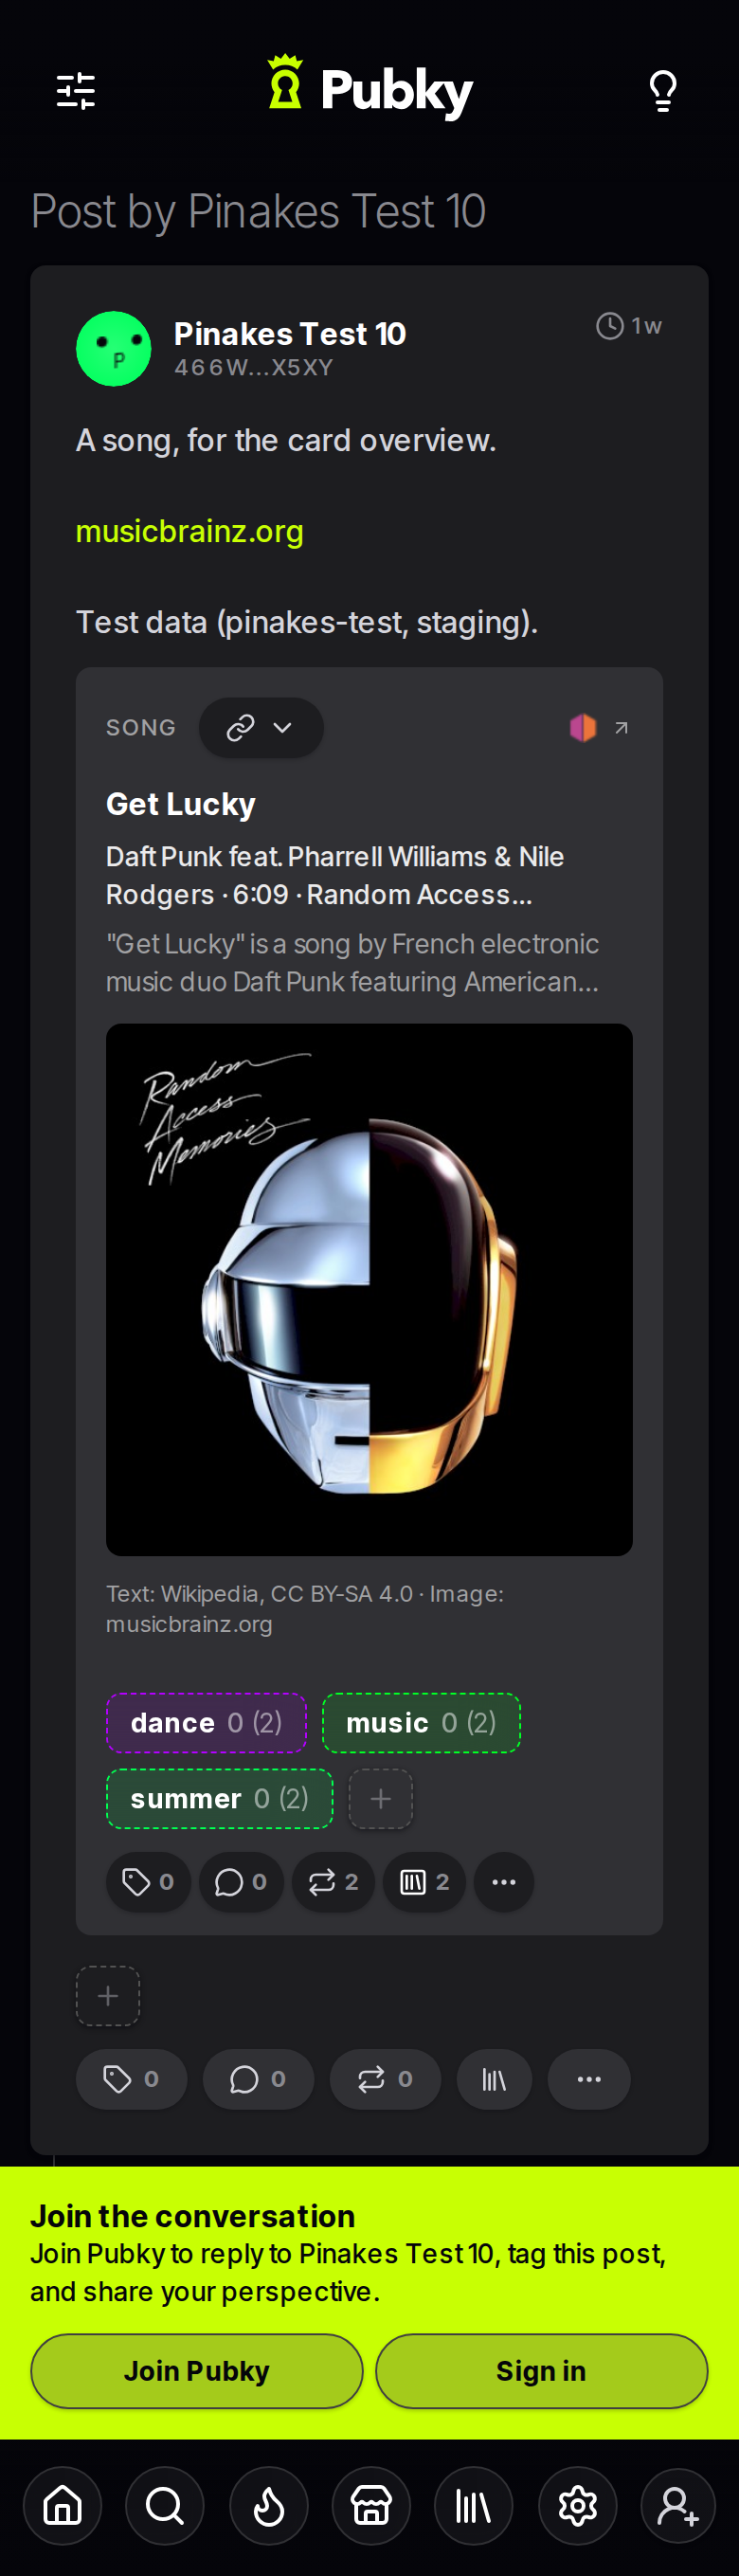 Pubky
Post by Pinakes Test 10
Pinakes Test 10
466W...X5XY
1w
A song, for the card overview.
musicbrainz.org
Test data (pinakes-test, staging).
SONG
Get Lucky
Daft Punk feat. Pharrell Williams & Nile
Rodgers · 6:09 · Random Access...
"Get Lucky" is a song by French electronic
music duo Daft Punk featuring American...
Random
Access
Memories
Text: Wikipedia, CC BY-SA 4.0 · Image:
musicbrainz.org
dance 0 (2) music 0 (2)
summer 0 (2) +
0 0 2 2 ...
+
0 0 0 ...
Join the conversation
Join Pubky to reply to Pinakes Test 10, tag this post,
and share your perspective.
Join Pubky Sign in